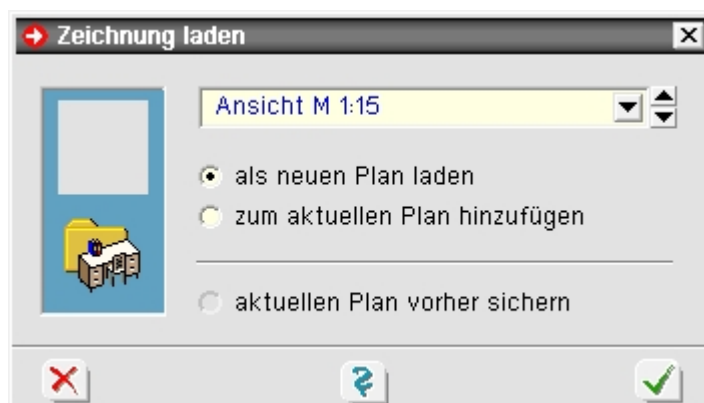 Zeichnung laden
Ansicht M 1:15
als neuen Plan laden
zum aktuellen Plan hinzufügen
aktuellen Plan vorher sichern